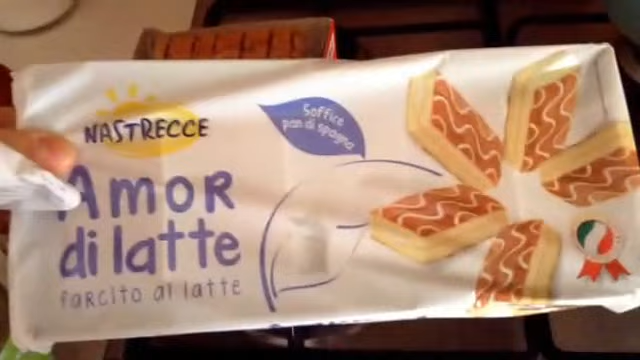 NASTRECCE
Soffice
pan di spagna
AMOR
di latte
farcito al latte